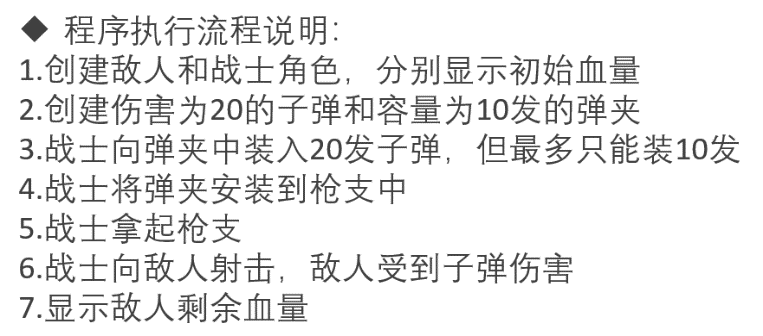 ◆ 程序执行流程说明：
1.创建敌人和战士角色，分别显示初始血量
2.创建伤害为20的子弹和容量为10发的弹夹
3.战士向弹夹中装入20发子弹，但最多只能装10发
4.战士将弹夹安装到枪支中
5.战士拿起枪支
6.战士向敌人射击，敌人受到子弹伤害
7.显示敌人剩余血量